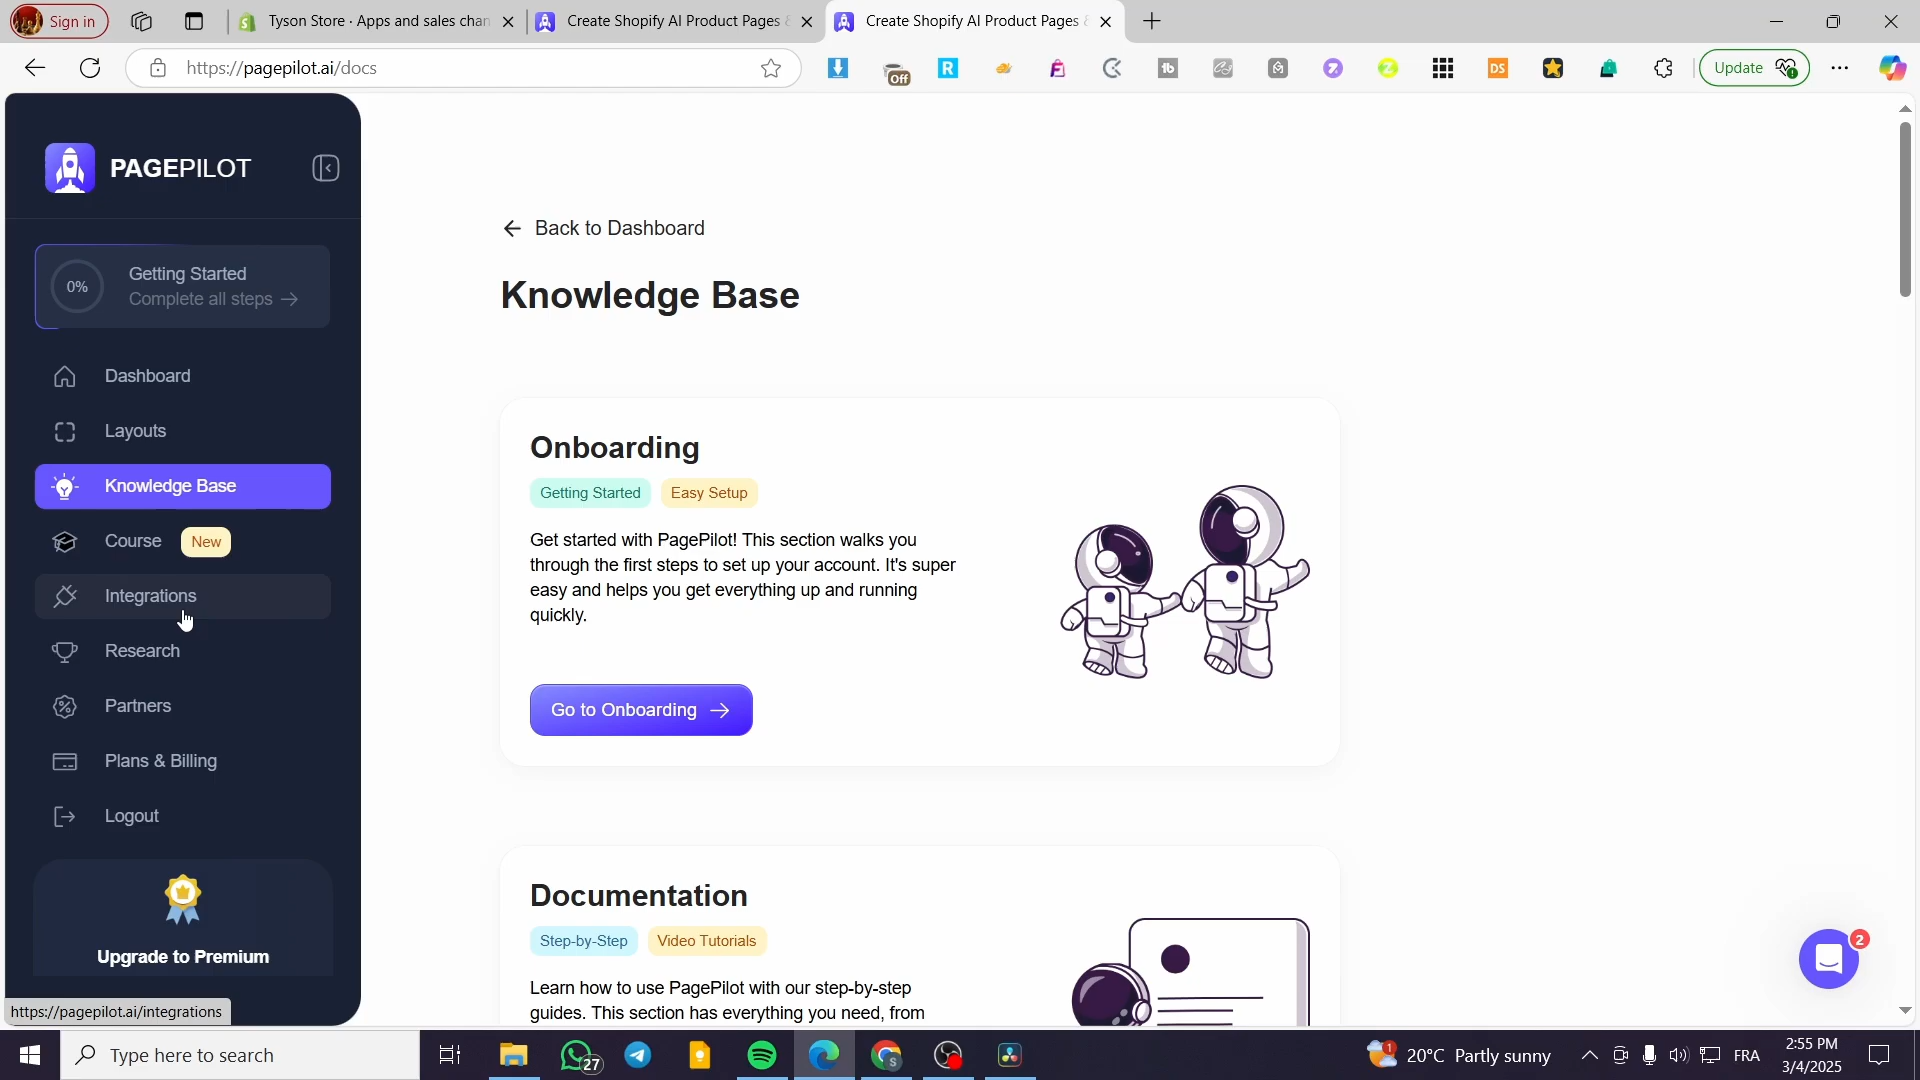 Sign in
Tyson Store · Apps and sales chan
Create Shopify AI Product Pages &
Create Shopify AI Product Pages &
https://pagepilot.ai/docs
Off
Update
PAGEPILOT
0%
Getting Started
Complete all steps
Dashboard
Layouts
Knowledge Base
Course
New
Integrations
Research
Partners
Plans & Billing
Logout
Upgrade to Premium
https://pagepilot.ai/integrations
Back to Dashboard
Knowledge Base
Onboarding
Getting Started
Easy Setup
Get started with PagePilot! This section walks you
through the first steps to set up your account. It's super
easy and helps you get everything up and running
quickly.
Go to Onboarding
Documentation
Step-by-Step
Video Tutorials
Learn how to use PagePilot with our step-by-step
guides. This section has everything you need, from
2
Type here to search
27
1
20°C Partly sunny
FRA
2:55 PM
3/4/2025